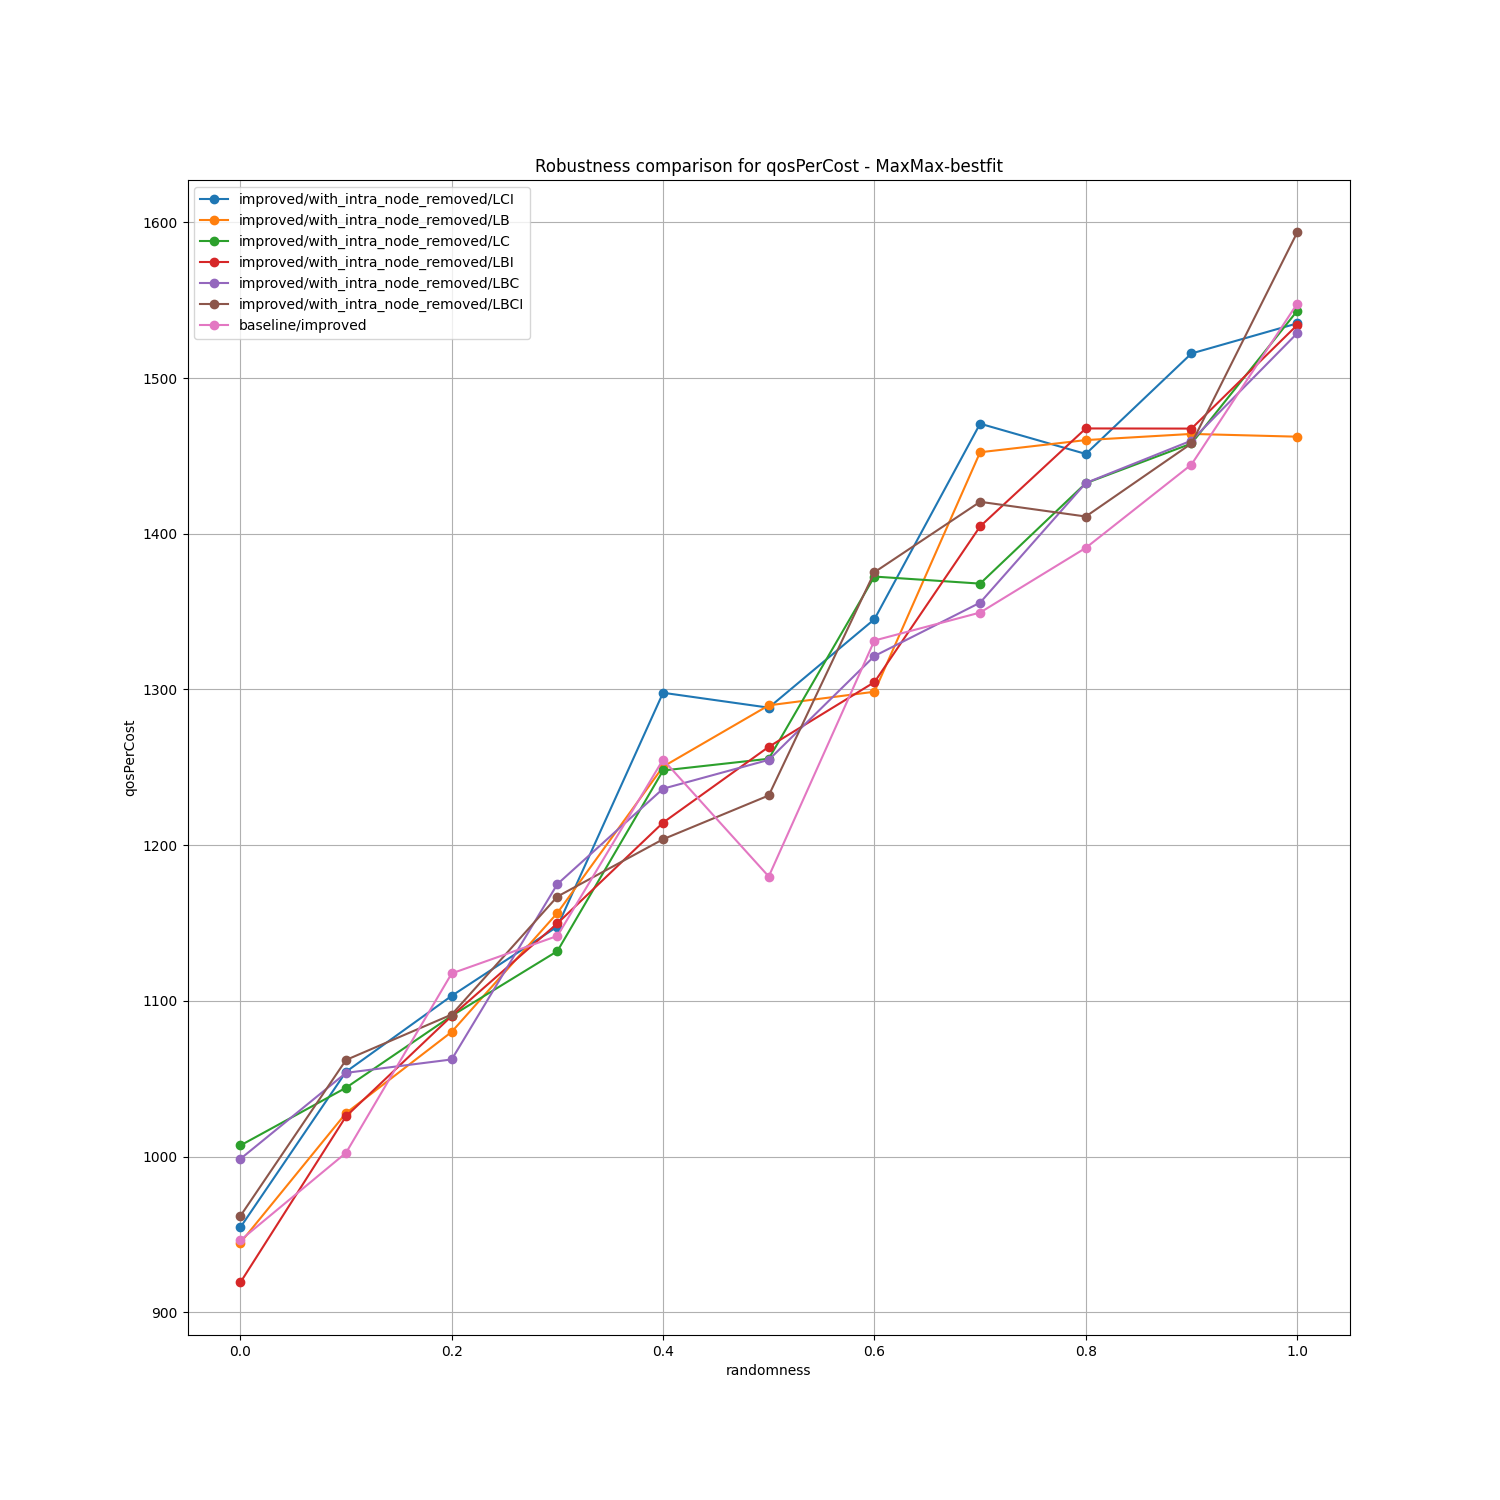 Robustness comparison for qosPerCost - MaxMax-bestfit
improved/with_intra_node_removed/LCI
improved/with_intra_node_removed/LB
improved/with_intra_node_removed/LC
improved/with_intra_node_removed/LBI
improved/with_intra_node_removed/LBC
improved/with_intra_node_removed/LBCI
baseline/improved
1600
1500
1400
1300
1200
1100
1000
900
qosPerCost
0.0 0.2 0.4 0.6 0.8 1.0
randomness